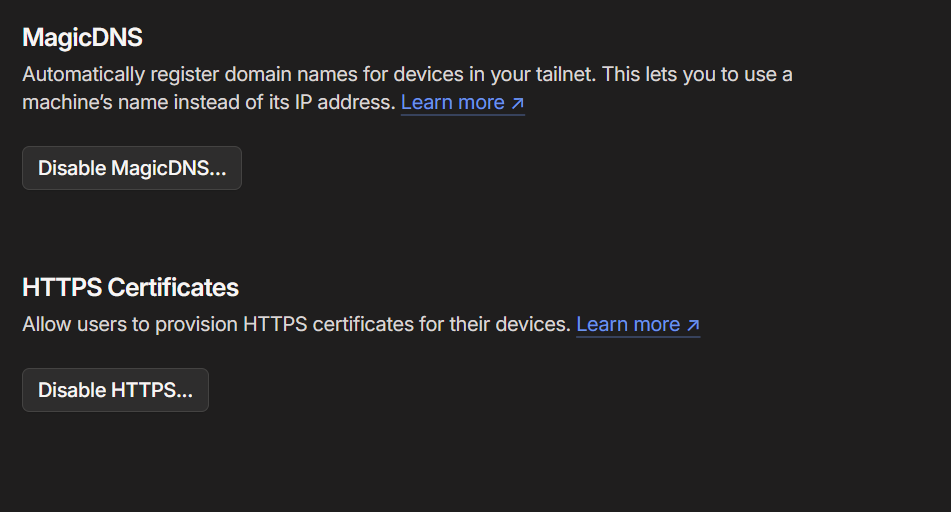 MagicDNS
Automatically register domain names for devices in your tailnet. This lets you to use a
machine’s name instead of its IP address. Learn more ↗
Disable MagicDNS...
HTTPS Certificates
Allow users to provision HTTPS certificates for their devices. Learn more ↗
Disable HTTPS...